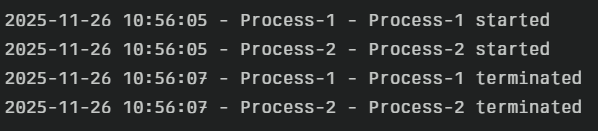 2025-11-26 10:56:05 - Process-1 - Process-1 started
2025-11-26 10:56:05 - Process-2 - Process-2 started
2025-11-26 10:56:07 - Process-1 - Process-1 terminated
2025-11-26 10:56:07 - Process-2 - Process-2 terminated